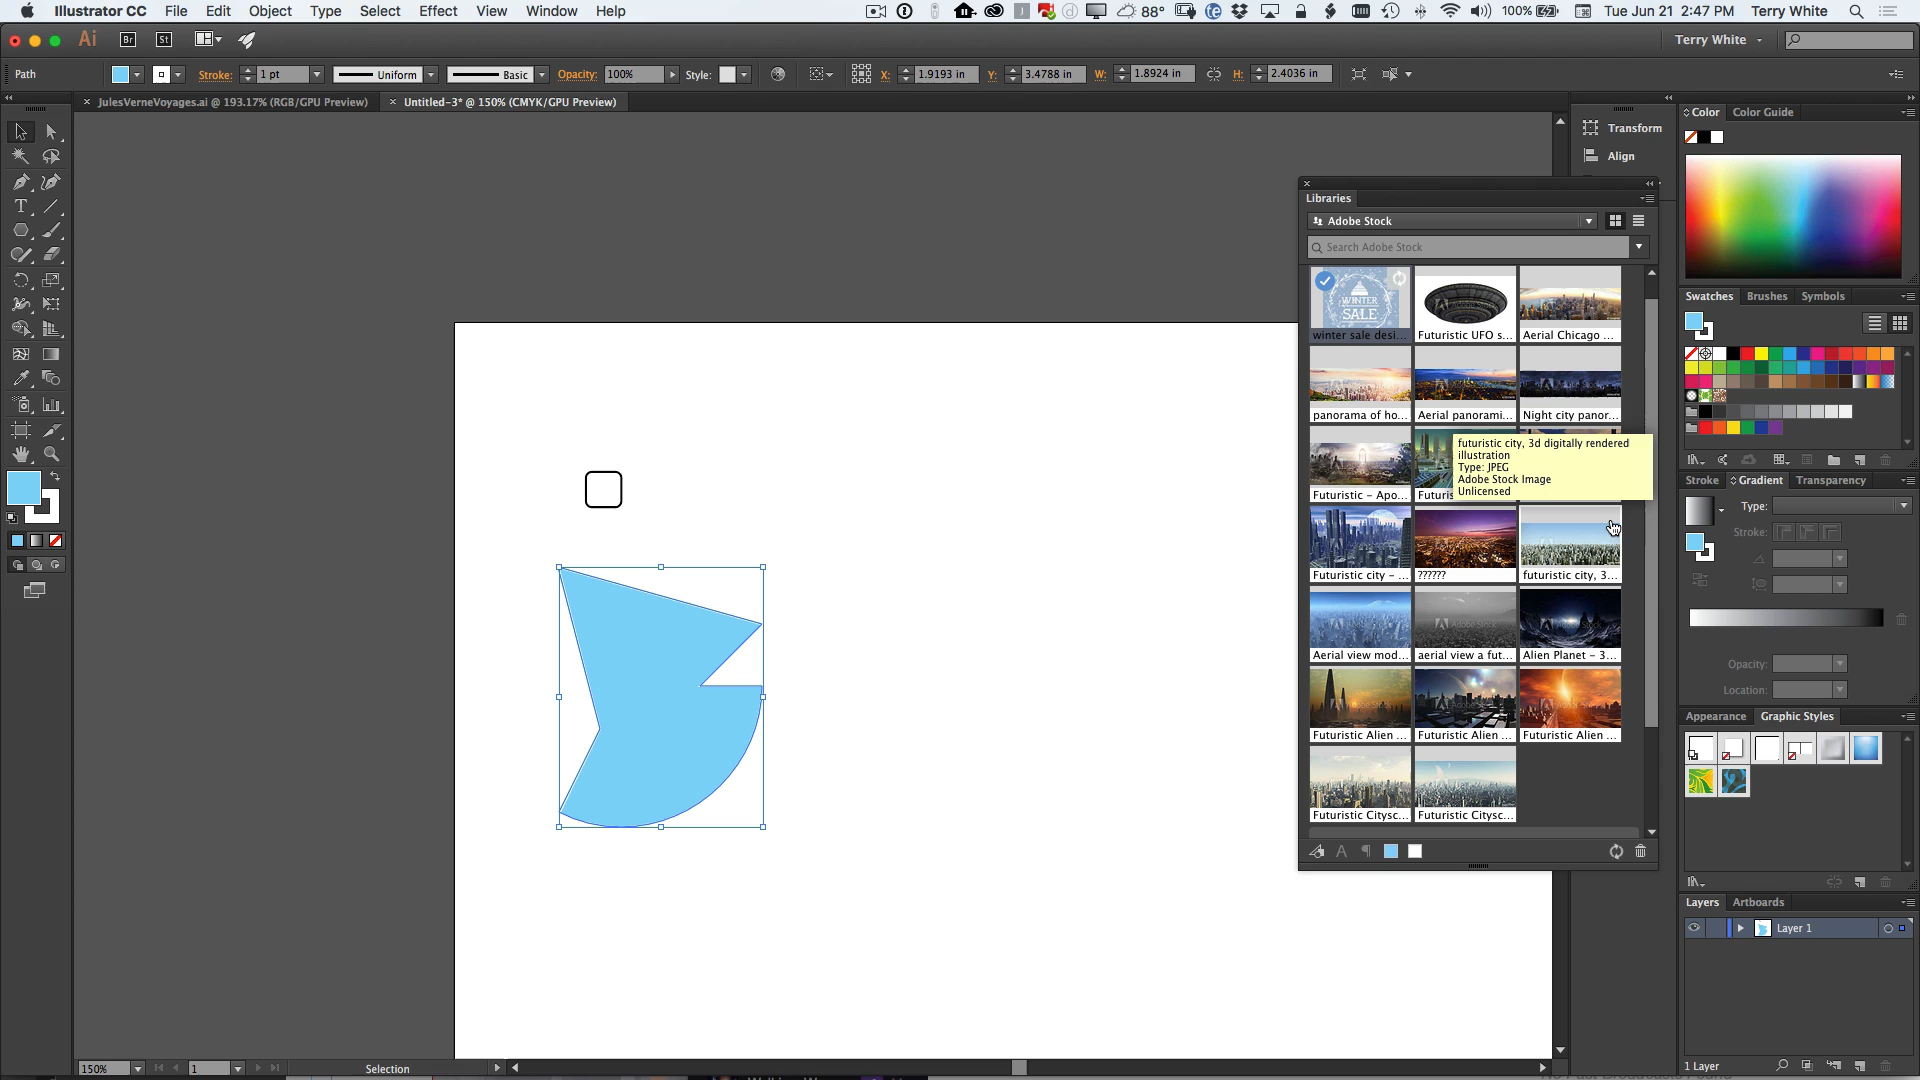 Illustrator CC File Edit Object Type Select Effect View Window Help
88° 100% Tue Jun 21 2:47 PM Terry White
Ai Br St Terry White
Path Stroke: 1 pt Uniform Basic Opacity: 100% Style: X: 1.9193 in Y: 3.4788 in W: 1.8924 in H: 2.4036 in
× JulesVerneVoyages.ai @ 193.17% (RGB/GPU Preview) × Untitled-3* @ 150% (CMYK/GPU Preview)
Transform
Align
Libraries
Adobe Stock
Search Adobe Stock
WINTER
SALE
winter sale desi... Futuristic UFO s... Aerial Chicago ...
panorama of ho... Aerial panorami... Night city panor...
futuristic city, 3d digitally rendered
illustration
Type: JPEG
Adobe Stock Image
Unlicensed
Futuristic - Apo... Futuris
Futuristic city - ... ?????? futuristic city, 3...
Aerial view mod... aerial view a fut... Alien Planet - 3...
Futuristic Alien ... Futuristic Alien ... Futuristic Alien ...
Futuristic Citysc... Futuristic Citysc...
Color Color Guide
Swatches Brushes Symbols
Stroke Gradient Transparency
Type:
Stroke:
Opacity:
Location:
Appearance Graphic Styles
Layers Artboards
Layer 1
1 Layer
150% 1 Selection